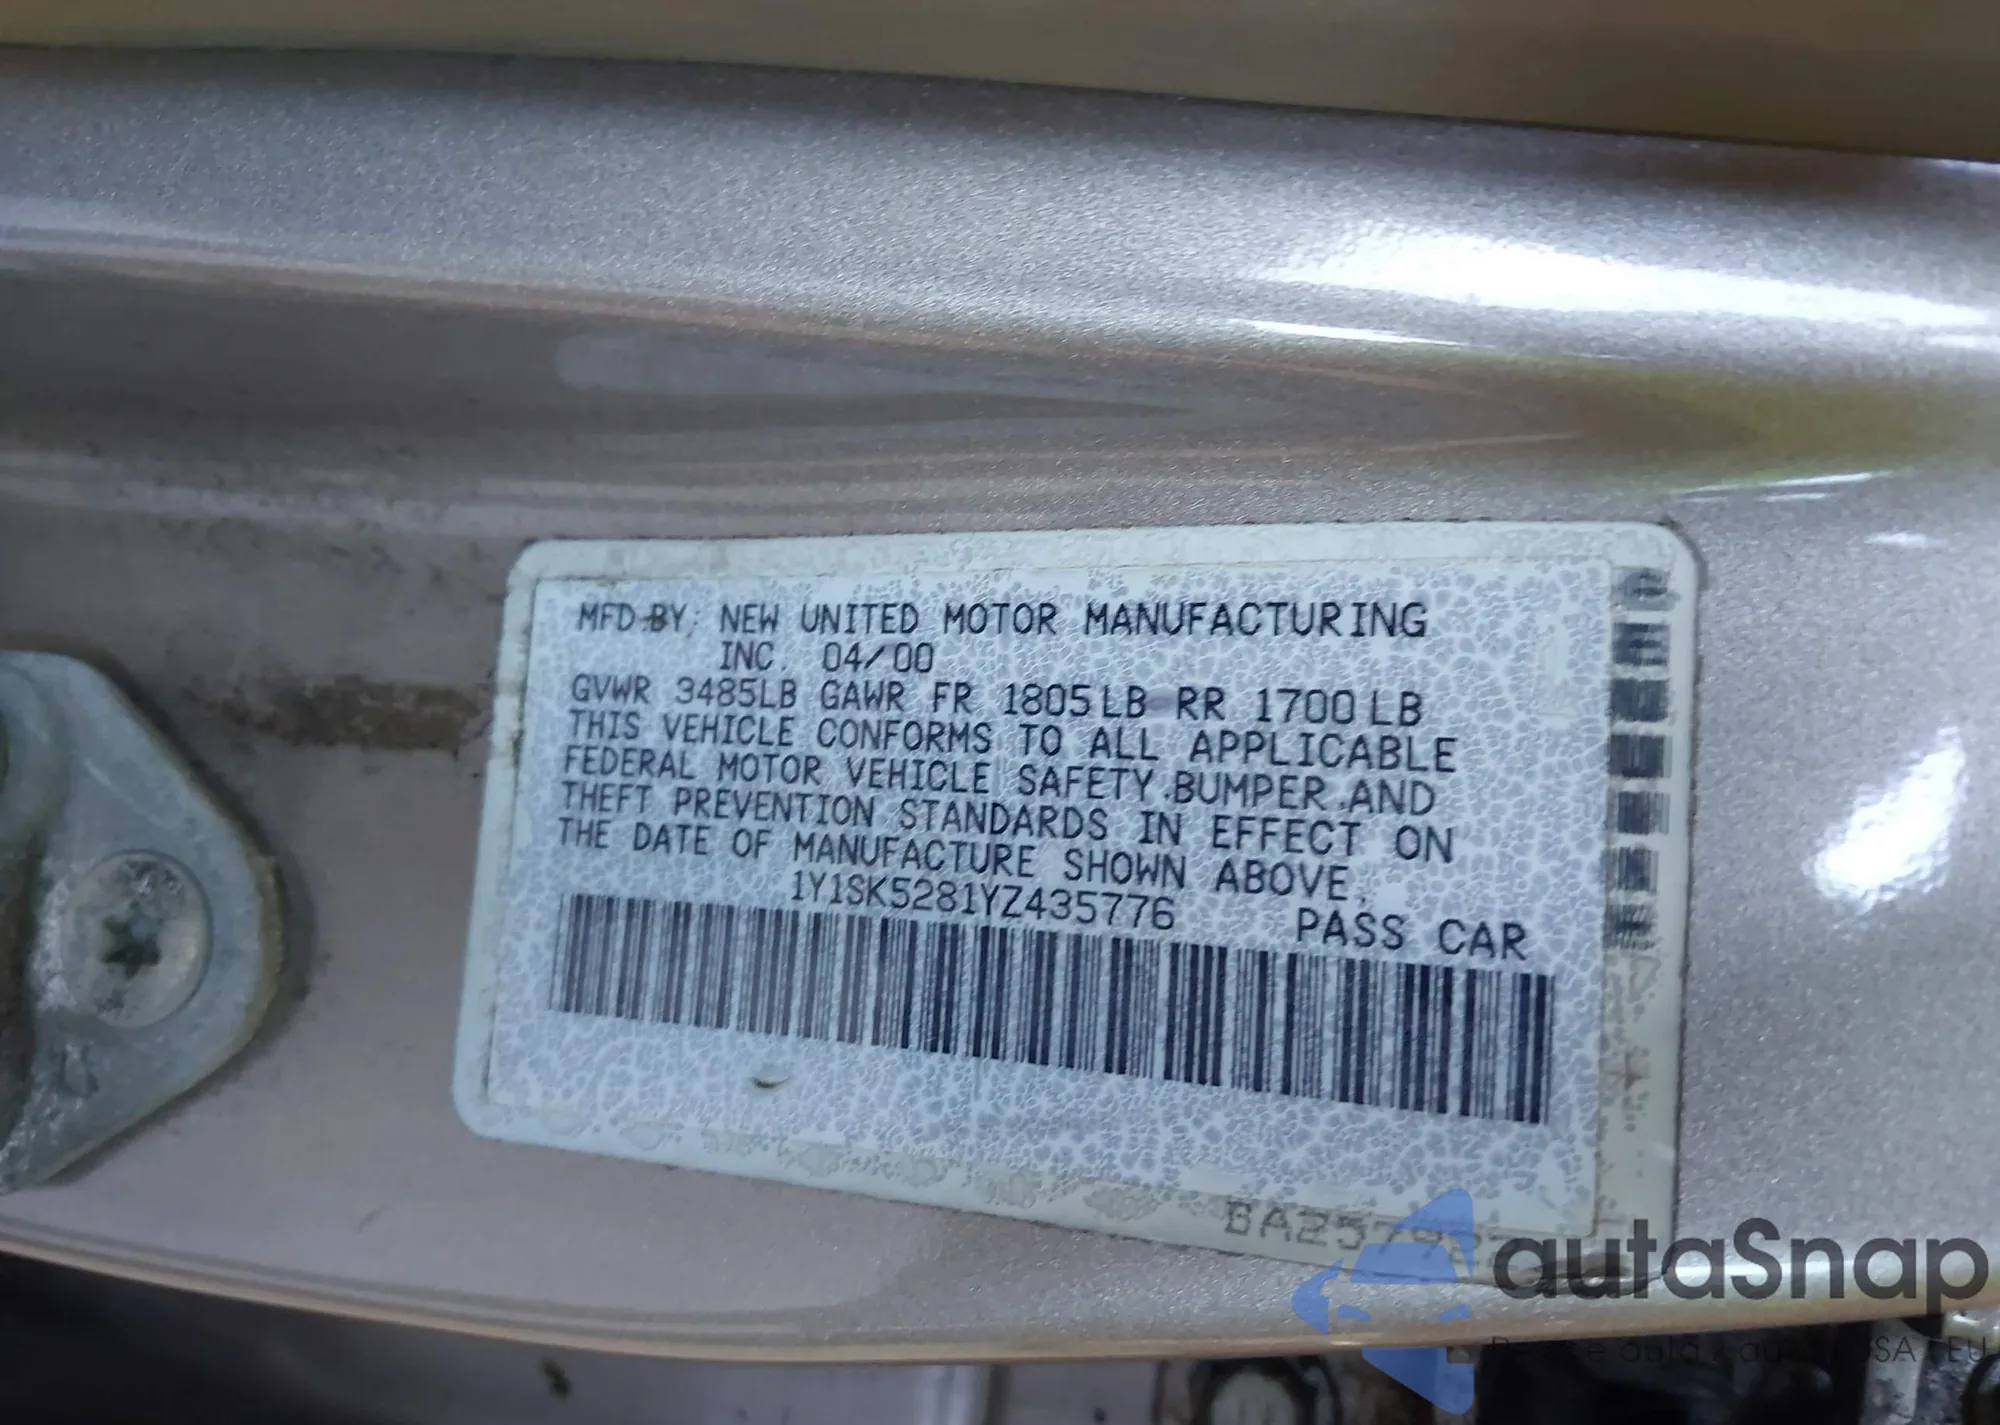 MFD.BY: NEW UNITED MOTOR MANUFACTURING
INC. 04/00
GVWR 3485LB GAWR FR 1805LB RR 1700LB
THIS VEHICLE CONFORMS TO ALL APPLICABLE
FEDERAL MOTOR VEHICLE SAFETY,BUMPER,AND
THEFT PREVENTION STANDARDS IN EFFECT ON
THE DATE OF MANUFACTURE SHOWN ABOVE.
1Y1SK5281YZ435776 PASS CAR
autaSnap